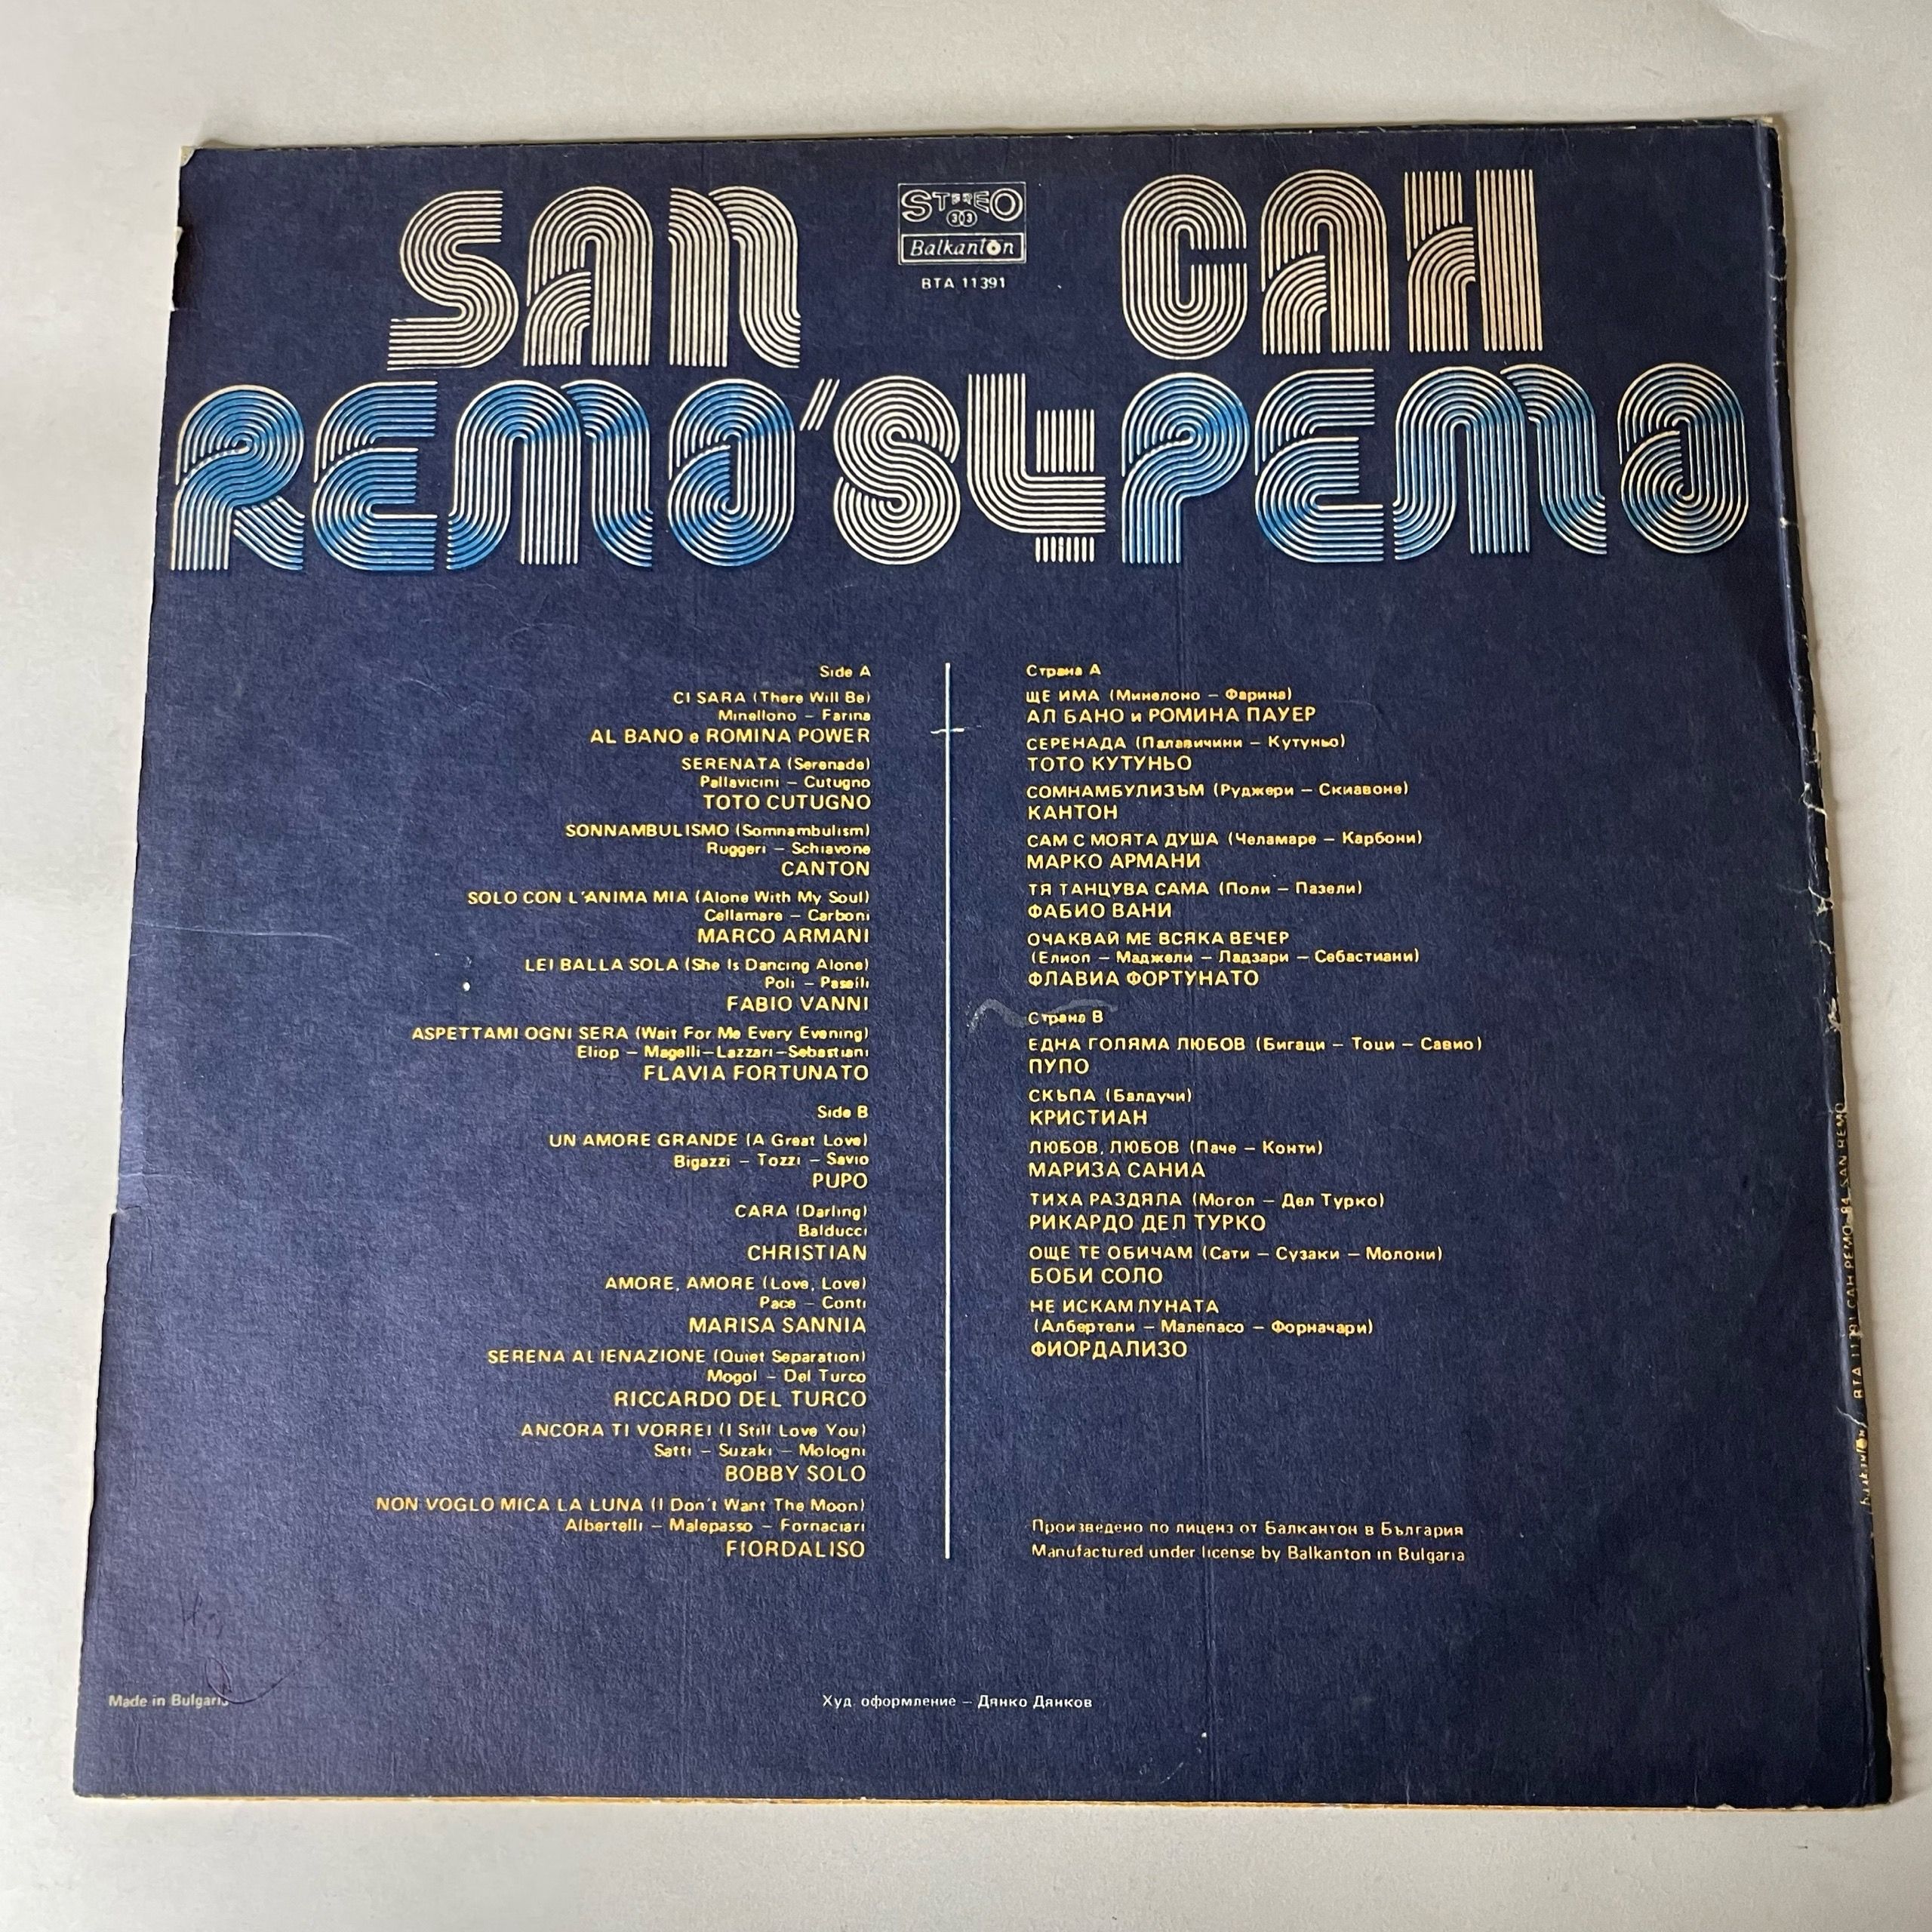 SAN
REMO'84
STEREO
33
Balkanton
ВТА 11391
САН
РЕМО
Side A
CI SARA (There Will Be)
Minellono – Farina
AL BANO e ROMINA POWER
SERENATA (Serenade)
Pallavicini – Cutugno
TOTO CUTUGNO
SONNAMBULISMO (Somnambulism)
Ruggeri – Schiavone
CANTON
SOLO CON L'ANIMA MIA (Alone With My Soul)
Cellamare – Carboni
MARCO ARMANI
LEI BALLA SOLA (She Is Dancing Alone)
Poli – Paselli
FABIO VANNI
ASPETTAMI OGNI SERA (Wait For Me Every Evening)
Eliop – Magelli–Lazzari–Sebastiani
FLAVIA FORTUNATO
Side B
UN AMORE GRANDE (A Great Love)
Bigazzi – Tozzi – Savio
PUPO
CARA (Darling)
Balducci
CHRISTIAN
AMORE, AMORE (Love, Love)
Pace – Conti
MARISA SANNIA
SERENA ALIENAZIONE (Quiet Separation)
Mogol – Del Turco
RICCARDO DEL TURCO
ANCORA TI VORREI (I Still Love You)
Satti – Suzaki – Mologni
BOBBY SOLO
NON VOGLO MICA LA LUNA (I Don't Want The Moon)
Albertelli – Malepasso – Fornaciari
FIORDALISO
Страна А
ЩЕ ИМА (Минелоно – Фарина)
АЛ БАНО и РОМИНА ПАУЕР
СЕРЕНАДА (Палавичини – Кутуньо)
ТОТО КУТУНЬО
СОМНАМБУЛИЗЪМ (Руджери – Скиавоне)
КАНТОН
САМ С МОЯТА ДУША (Челамаре – Карбони)
МАРКО АРМАНИ
ТЯ ТАНЦУВА САМА (Поли – Пазели)
ФАБИО ВАНИ
ОЧАКВАЙ МЕ ВСЯКА ВЕЧЕР
(Елиоп – Маджели – Ладзари – Себастиани)
ФЛАВИА ФОРТУНАТО
Страна В
ЕДНА ГОЛЯМА ЛЮБОВ (Бигаци – Тоци – Савио)
ПУПО
СКЪПА (Балдучи)
КРИСТИАН
ЛЮБОВ, ЛЮБОВ (Паче – Конти)
МАРИЗА САНИА
ТИХА РАЗДЯЛА (Могол – Дел Турко)
РИКАРДО ДЕЛ ТУРКО
ОЩЕ ТЕ ОБИЧАМ (Сати – Сузаки – Молони)
БОБИ СОЛО
НЕ ИСКАМ ЛУНАТА
(Албертели – Малепасо – Форначари)
ФИОРДАЛИЗО
Произведено по лиценз от Балкантон в България
Manufactured under license by Balkanton in Bulgaria
Made in Bulgaria
Худ. оформление – Дянко Дянков
Balkanton ВТА 11391 САН РЕМО-84-SAN REMO